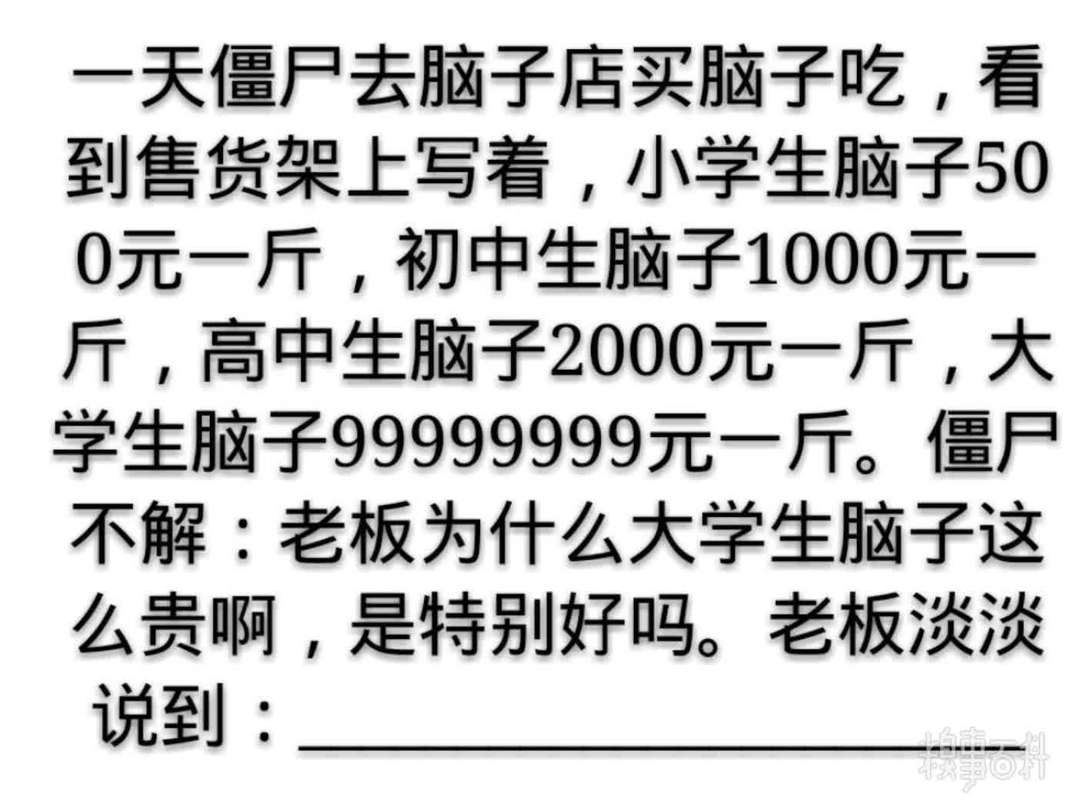 一天僵尸去脑子店买脑子吃，看
到售货架上写着，小学生脑子50
0元一斤，初中生脑子1000元一
斤，高中生脑子2000元一斤，大
学生脑子99999999元一斤。僵尸
不解：老板为什么大学生脑子这
么贵啊，是特别好吗。老板淡淡
说到：____________________
糗事百科